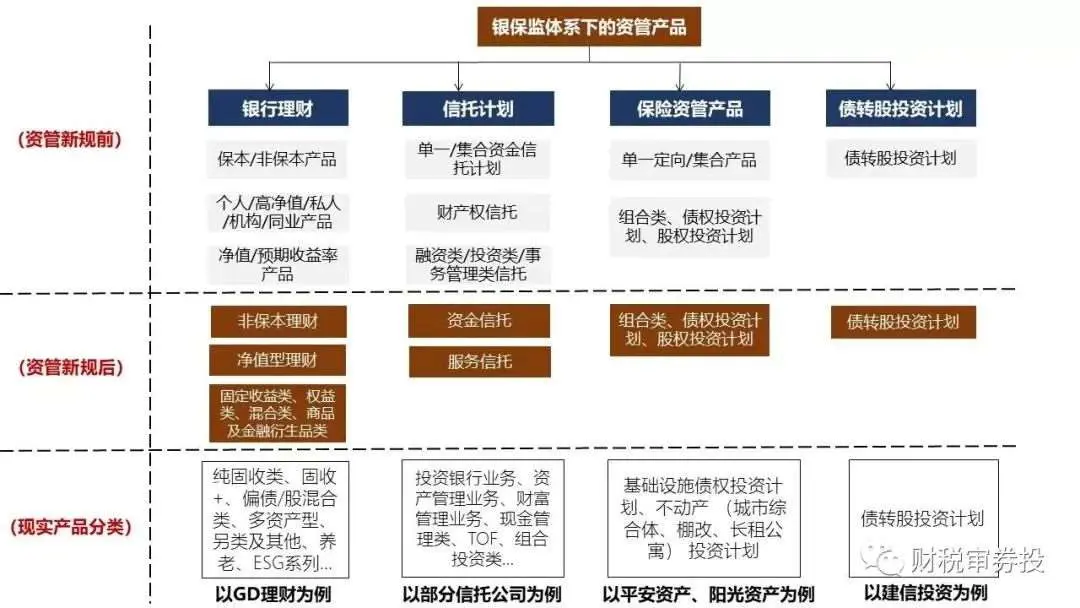 银保监体系下的资管产品
银行理财
信托计划
保险资管产品
债转股投资计划
(资管新规前)
保本/非保本产品
个人/高净值/私人
/机构/同业产品
净值/预期收益率
产品
单一/集合资金信
托计划
财产权信托
融资类/投资类/事
务管理类信托
单一定向/集合产品
组合类、债权投资计
划、股权投资计划
债转股投资计划
(资管新规后)
非保本理财
净值型理财
固定收益类、权益
类、混合类、商品
及金融衍生品类
资金信托
服务信托
组合类、债权投资计
划、股权投资计划
债转股投资计划
(现实产品分类)
纯固收类、固收
+、偏债/股混合
类、多资产型、
另类及其他、养
老、ESG系列...
投资银行业务、资
产管理业务、财富
管理业务、现金管
理类、TOF、组合
投资类...
基础设施债权投资计
划、不动产（城市综
合体、棚改、长租公
寓）投资计划
债转股投资计划
以GD理财为例
以部分信托公司为例
以平安资产、阳光资产为例
以建信投资为例
财税审券投